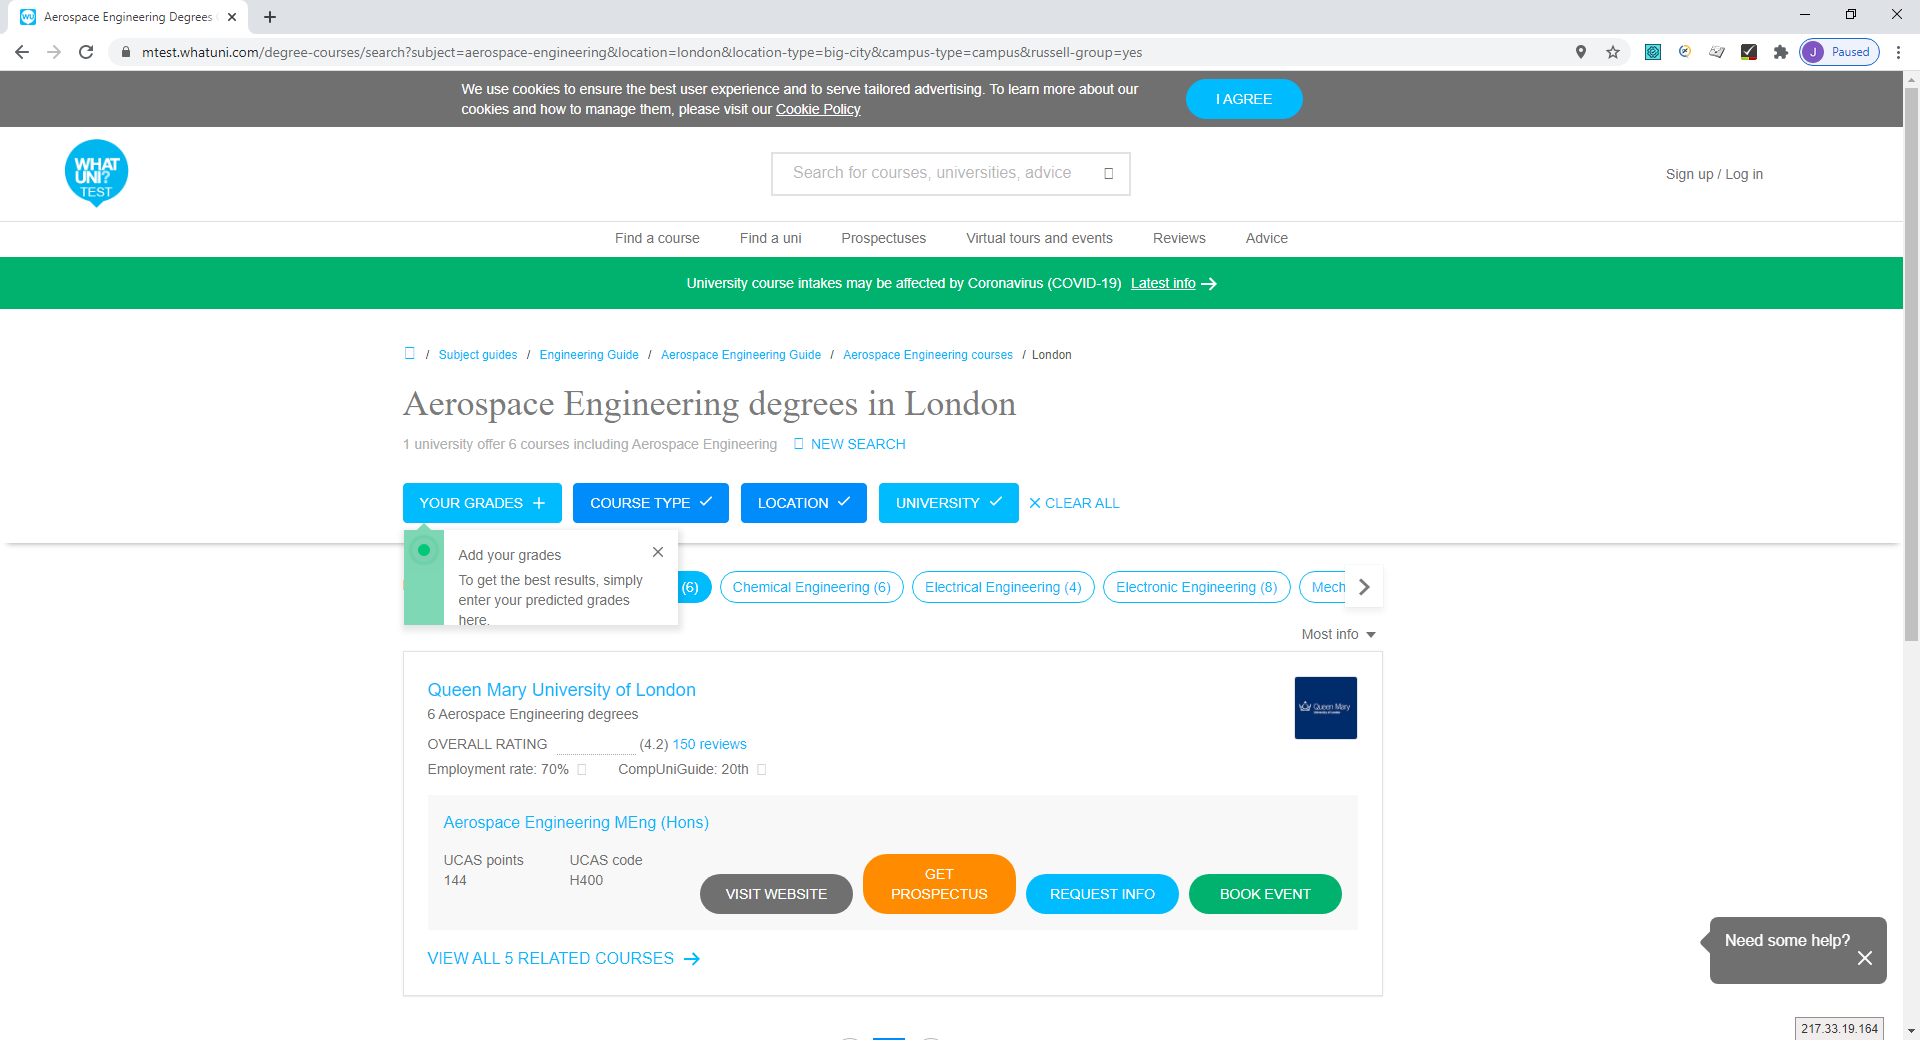 Aerospace Engineering Degrees
mtest.whatuni.com/degree-courses/search?subject=aerospace-engineering&location=london&location-type=big-city&campus-type=campus&russell-group=yes
J Paused
We use cookies to ensure the best user experience and to serve tailored advertising. To learn more about our
cookies and how to manage them, please visit our Cookie Policy
I AGREE
WHAT
UNI?
TEST
Search for courses, universities, advice
Sign up / Log in
Find a course Find a uni Prospectuses Virtual tours and events Reviews Advice
University course intakes may be affected by Coronavirus (COVID-19) Latest info
/ Subject guides / Engineering Guide / Aerospace Engineering Guide / Aerospace Engineering courses / London
Aerospace Engineering degrees in London
1 university offer 6 courses including Aerospace Engineering NEW SEARCH
YOUR GRADES COURSE TYPE LOCATION UNIVERSITY CLEAR ALL
Add your grades
To get the best results, simply
enter your predicted grades
here.
(6) Chemical Engineering (6) Electrical Engineering (4) Electronic Engineering (8) Mech
Most info
Queen Mary University of London
Queen Mary
6 Aerospace Engineering degrees
OVERALL RATING (4.2) 150 reviews
Employment rate: 70% CompUniGuide: 20th
Aerospace Engineering MEng (Hons)
UCAS points UCAS code
144 H400
VISIT WEBSITE
GET
PROSPECTUS
REQUEST INFO
BOOK EVENT
VIEW ALL 5 RELATED COURSES
Need some help?
217.33.19.164